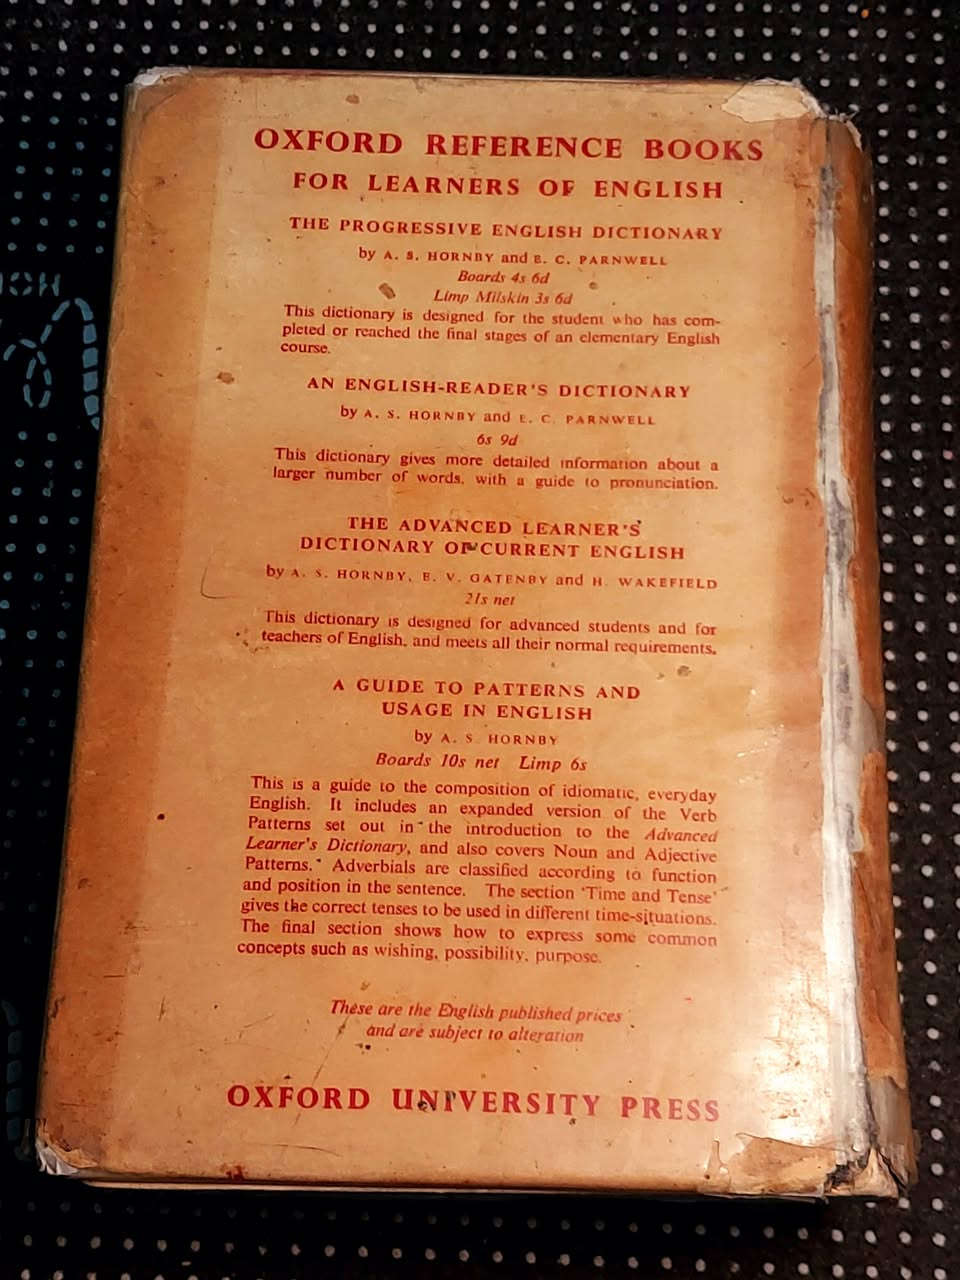 OXFORD REFERENCE BOOKS
FOR LEARNERS OF ENGLISH
THE PROGRESSIVE ENGLISH DICTIONARY
by A. S. HORNBY and E. C. PARNWELL
Boards 4s 6d
Limp Milskin 3s 6d
This dictionary is designed for the student who has com-
pleted or reached the final stages of an elementary English
course.
AN ENGLISH-READER'S DICTIONARY
by A. S. HORNBY and E. C. PARNWELL
6s 9d
This dictionary gives more detailed information about a
larger number of words, with a guide to pronunciation.
THE ADVANCED LEARNER'S
DICTIONARY OF CURRENT ENGLISH
by A. S. HORNBY, E. V. GATENBY and H. WAKEFIELD
21s net
This dictionary is designed for advanced students and for
teachers of English, and meets all their normal requirements.
A GUIDE TO PATTERNS AND
USAGE IN ENGLISH
by A. S. HORNBY
Boards 10s net Limp 6s
This is a guide to the composition of idiomatic, everyday
English. It includes an expanded version of the Verb
Patterns set out in the introduction to the Advanced
Learner's Dictionary, and also covers Noun and Adjective
Patterns. Adverbials are classified according to function
and position in the sentence. The section 'Time and Tense'
gives the correct tenses to be used in different time-situations.
The final section shows how to express some common
concepts such as wishing, possibility, purpose.
These are the English published prices
and are subject to alteration
OXFORD UNIVERSITY PRESS